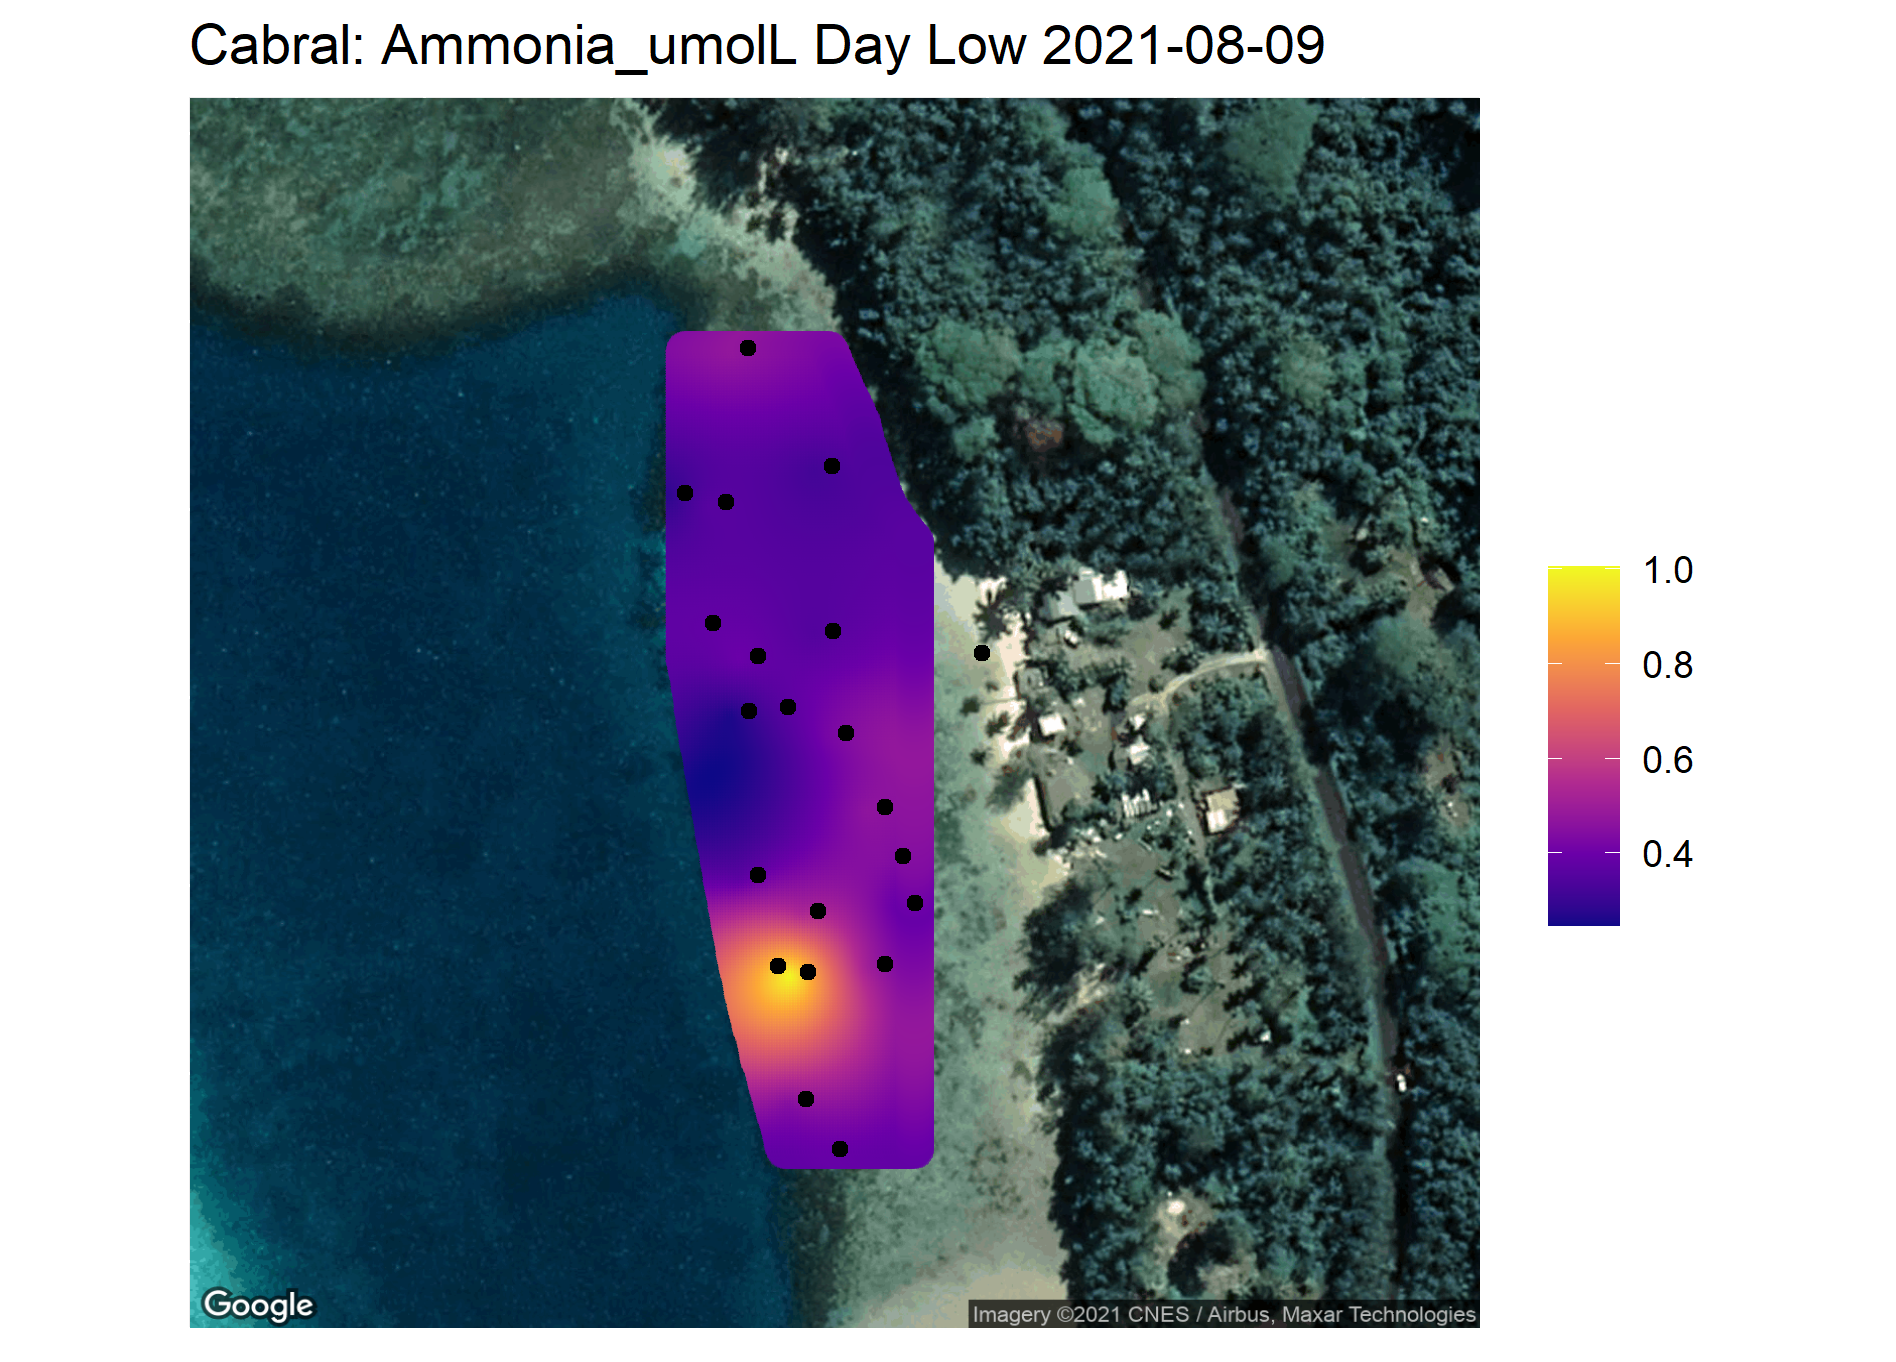 Cabral: Ammonia_umolL Day Low 2021-08-09
1.0
0.8
0.6
0.4
Google
Imagery ©2021 CNES / Airbus, Maxar Technologies